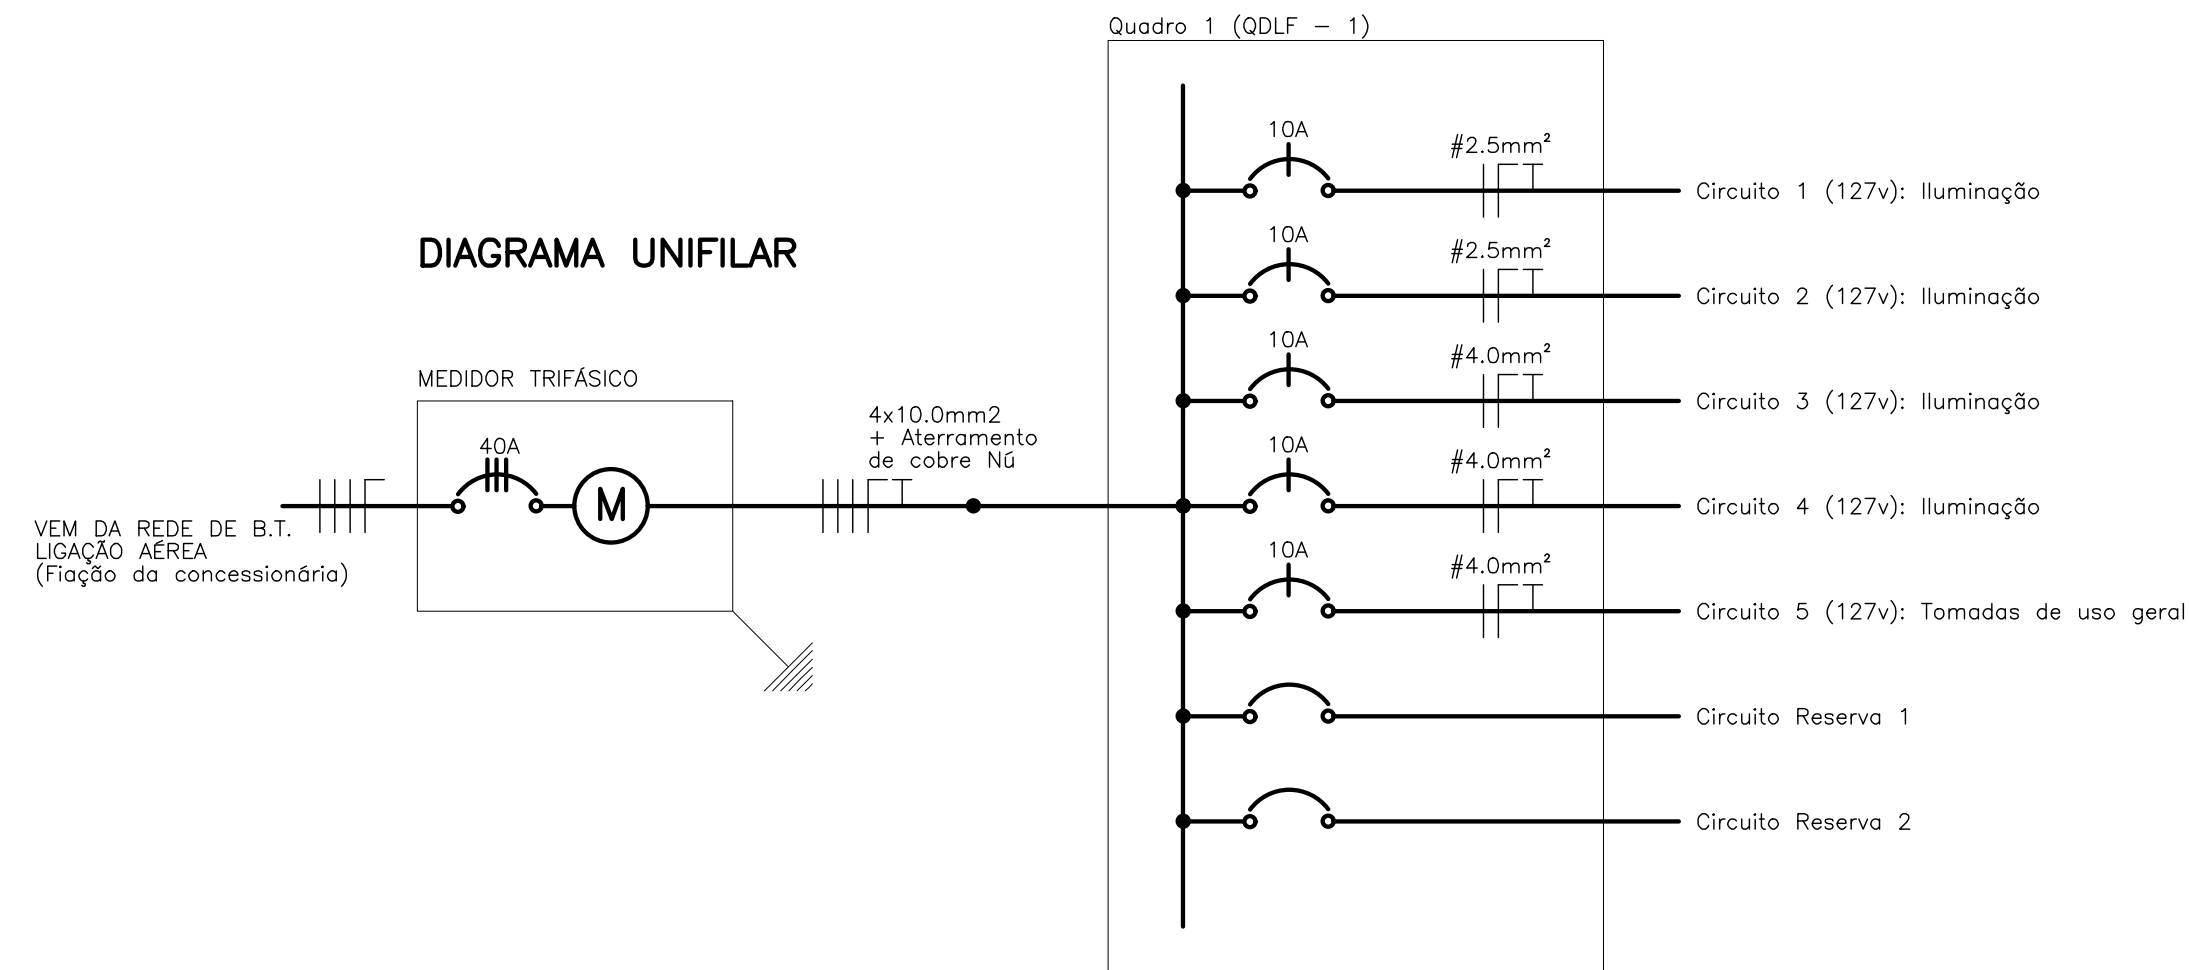 Quadro 1 (QDLF - 1)
DIAGRAMA UNIFILAR
MEDIDOR TRIFÁSICO
40A
M
VEM DA REDE DE B.T.
LIGAÇÃO AÉREA
(Fiação da concessionária)
4x10.0mm2
+ Aterramento
de cobre Nú
10A
#2.5mm²
Circuito 1 (127v): Iluminação
10A
#2.5mm²
Circuito 2 (127v): Iluminação
10A
#4.0mm²
Circuito 3 (127v): Iluminação
10A
#4.0mm²
Circuito 4 (127v): Iluminação
10A
#4.0mm²
Circuito 5 (127v): Tomadas de uso geral
Circuito Reserva 1
Circuito Reserva 2